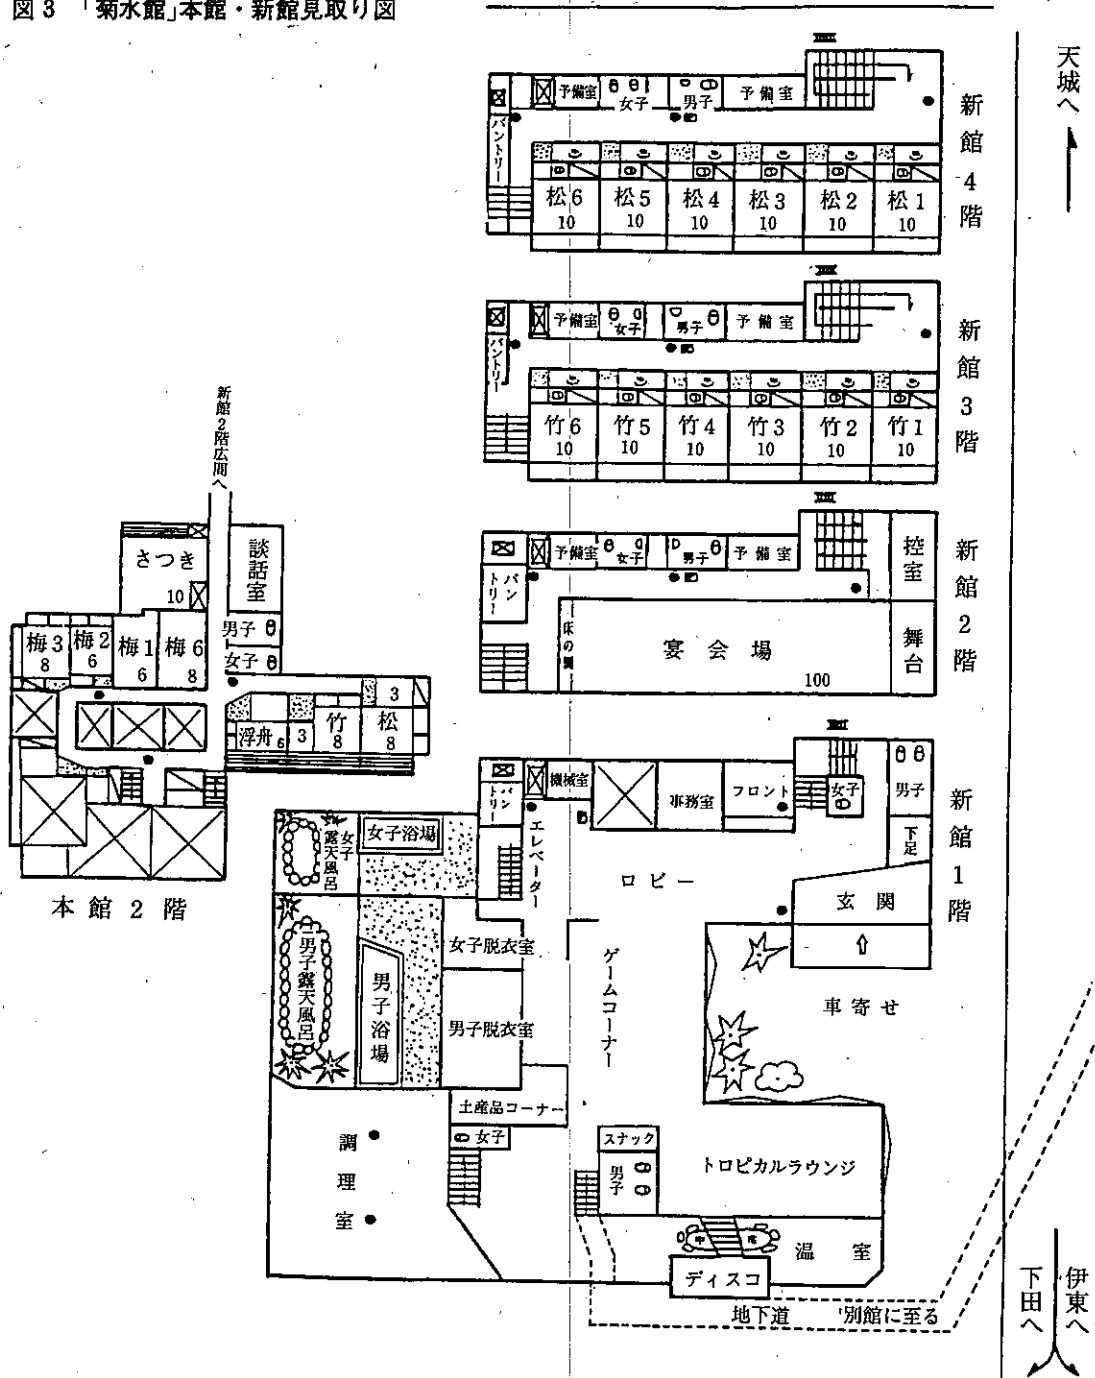 図3 「菊水館」本館・新館見取り図
天城へ
新館4階
予備室
女子
男子
予備室
パントリー
松6
10
松5
10
松4
10
松3
10
松2
10
松1
10
新館3階
予備室
女子
男子
予備室
パントリー
竹6
10
竹5
10
竹4
10
竹3
10
竹2
10
竹1
10
新館2階
予備室
女子
男子
予備室
控室
パントリー
床の間
宴会場
100
舞台
新館2階広間へ
さつき
10
談話室
男子
女子
梅3
8
梅2
6
梅1
6
梅6
8
3
浮舟6
3
竹
8
松
8
本館2階
新館1階
パントリー
機械室
事務室
フロント
女子
男子
下足
エレベーター
ロビー
玄関
女子露天風呂
女子浴場
女子脱衣室
男子露天風呂
男子浴場
男子脱衣室
ゲームコーナー
車寄せ
土産品コーナー
女子
調理室
スナック
男子
トロピカルラウンジ
温室
ディスコ
地下道
別館に至る
下田へ
伊東へ